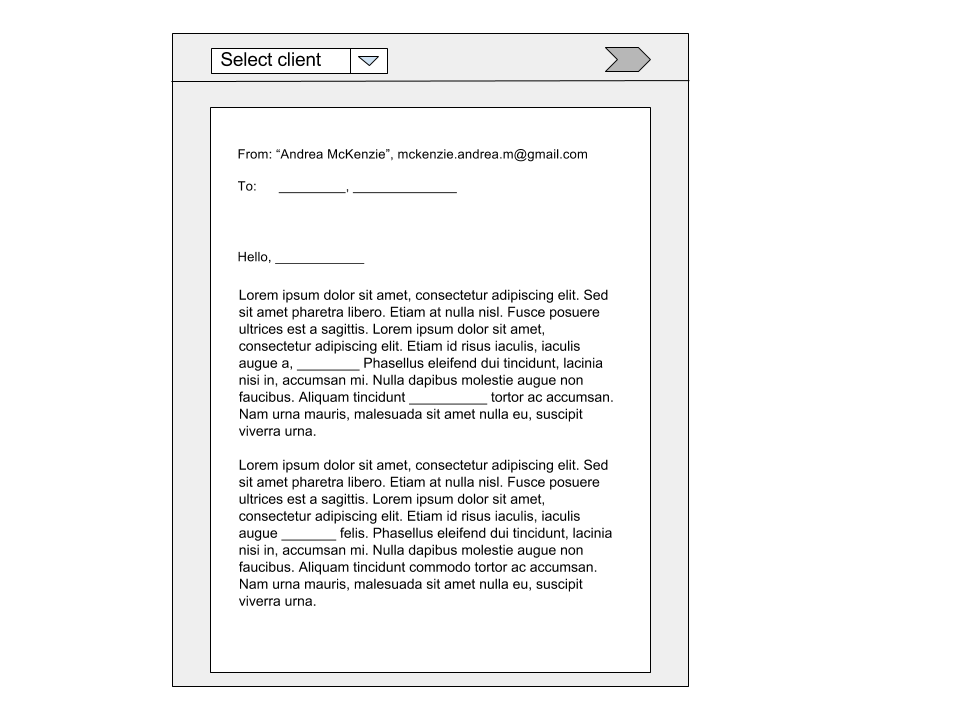 Select client
From: “Andrea McKenzie”, mckenzie.andrea.m@gmail.com
To: _________, ______________
Hello, ____________
Lorem ipsum dolor sit amet, consectetur adipiscing elit. Sed
sit amet pharetra libero. Etiam at nulla nisl. Fusce posuere
ultrices est a sagittis. Lorem ipsum dolor sit amet,
consectetur adipiscing elit. Etiam id risus iaculis, iaculis
augue a, ________ Phasellus eleifend dui tincidunt, lacinia
nisi in, accumsan mi. Nulla dapibus molestie augue non
faucibus. Aliquam tincidunt __________ tortor ac accumsan.
Nam urna mauris, malesuada sit amet nulla eu, suscipit
viverra urna.
Lorem ipsum dolor sit amet, consectetur adipiscing elit. Sed
sit amet pharetra libero. Etiam at nulla nisl. Fusce posuere
ultrices est a sagittis. Lorem ipsum dolor sit amet,
consectetur adipiscing elit. Etiam id risus iaculis, iaculis
augue _______ felis. Phasellus eleifend dui tincidunt, lacinia
nisi in, accumsan mi. Nulla dapibus molestie augue non
faucibus. Aliquam tincidunt commodo tortor ac accumsan.
Nam urna mauris, malesuada sit amet nulla eu, suscipit
viverra urna.